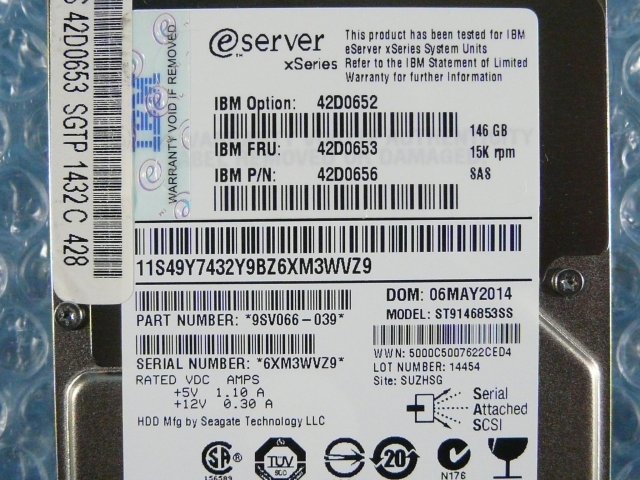 S 42D0653 SGTP 1432 C 428
IBM
WARRANTY VOID IF REMOVED
eserver
xSeries
This product has been tested for IBM
eServer xSeries System Units
Refer to the IBM Statement of Limited
Warranty for further Information
IBM Option: 42D0652
IBM FRU: 42D0653
IBM P/N: 42D0656
146 GB
15K rpm
SAS
11S49Y7432Y9BZ6XM3WVZ9
PART NUMBER: *9SV066-039*
DOM: 06MAY2014
MODEL: ST9146853SS
SERIAL NUMBER: *6XM3WVZ9*
WWN: 5000C5007622CED4
LOT NUMBER: 14454
Site: SUZHSG
RATED VDC AMPS
+5V 1.10 A
+12V 0.30 A
HDD Mfg by Seagate Technology LLC
Serial
Attached
SCSI
SA
TUV
20
N176